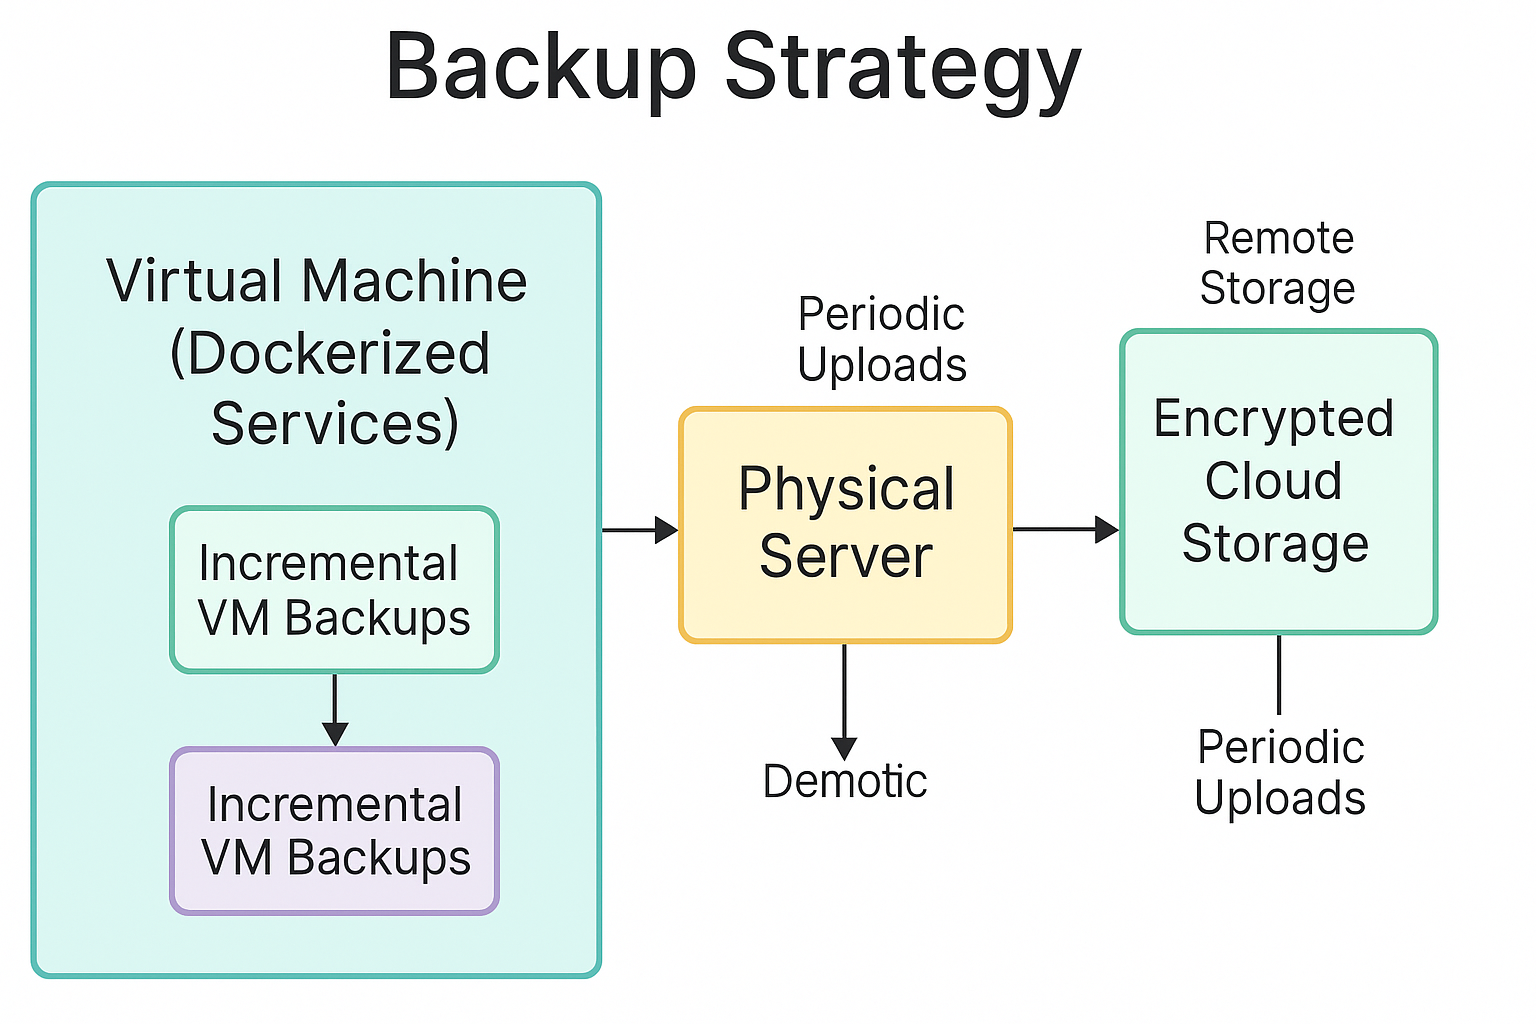 Backup Strategy
Virtual Machine
(Dockerized
Services)
Incremental
VM Backups
Incremental
VM Backups
Periodic
Uploads
Physical
Server
Demotic
Remote
Storage
Encrypted
Cloud
Storage
Periodic
Uploads